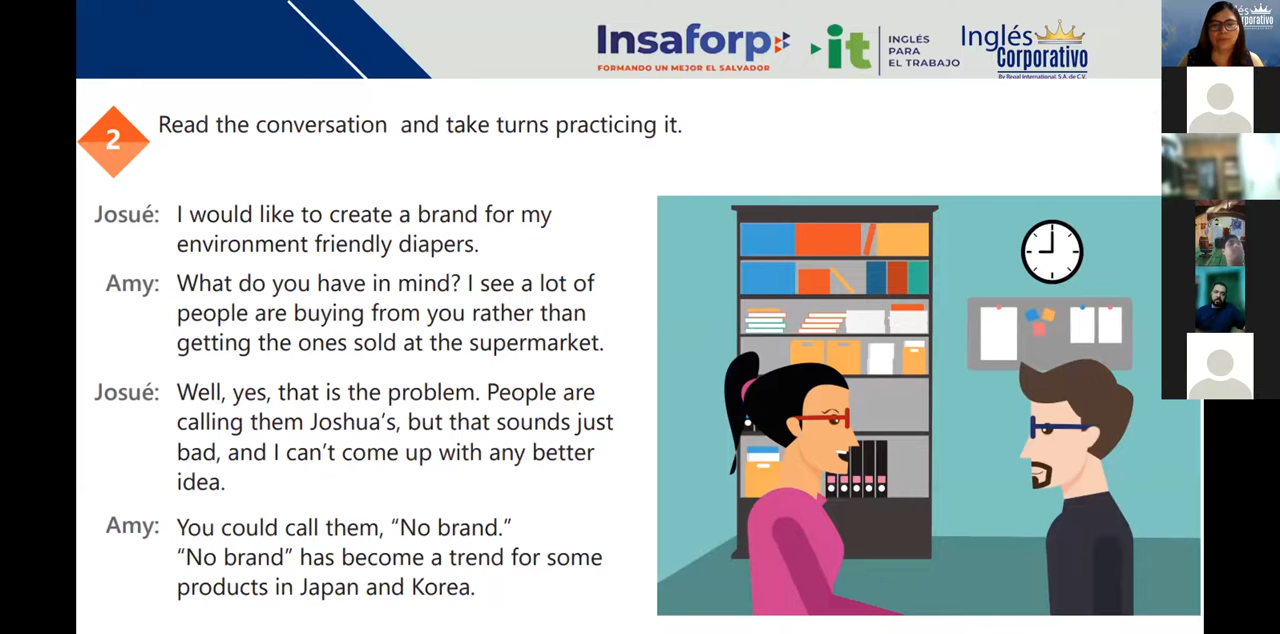 Insaforp
FORMANDO UN MEJOR EL SALVADOR
it
INGLÉS
PARA
EL TRABAJO
Inglés
Corporativo
By Regal International, S.A. de C.V.
2
Read the conversation and take turns practicing it.
Josué: I would like to create a brand for my
environment friendly diapers.
Amy: What do you have in mind? I see a lot of
people are buying from you rather than
getting the ones sold at the supermarket.
Josué: Well, yes, that is the problem. People are
calling them Joshua’s, but that sounds just
bad, and I can’t come up with any better
idea.
Amy: You could call them, “No brand.”
“No brand” has become a trend for some
products in Japan and Korea.